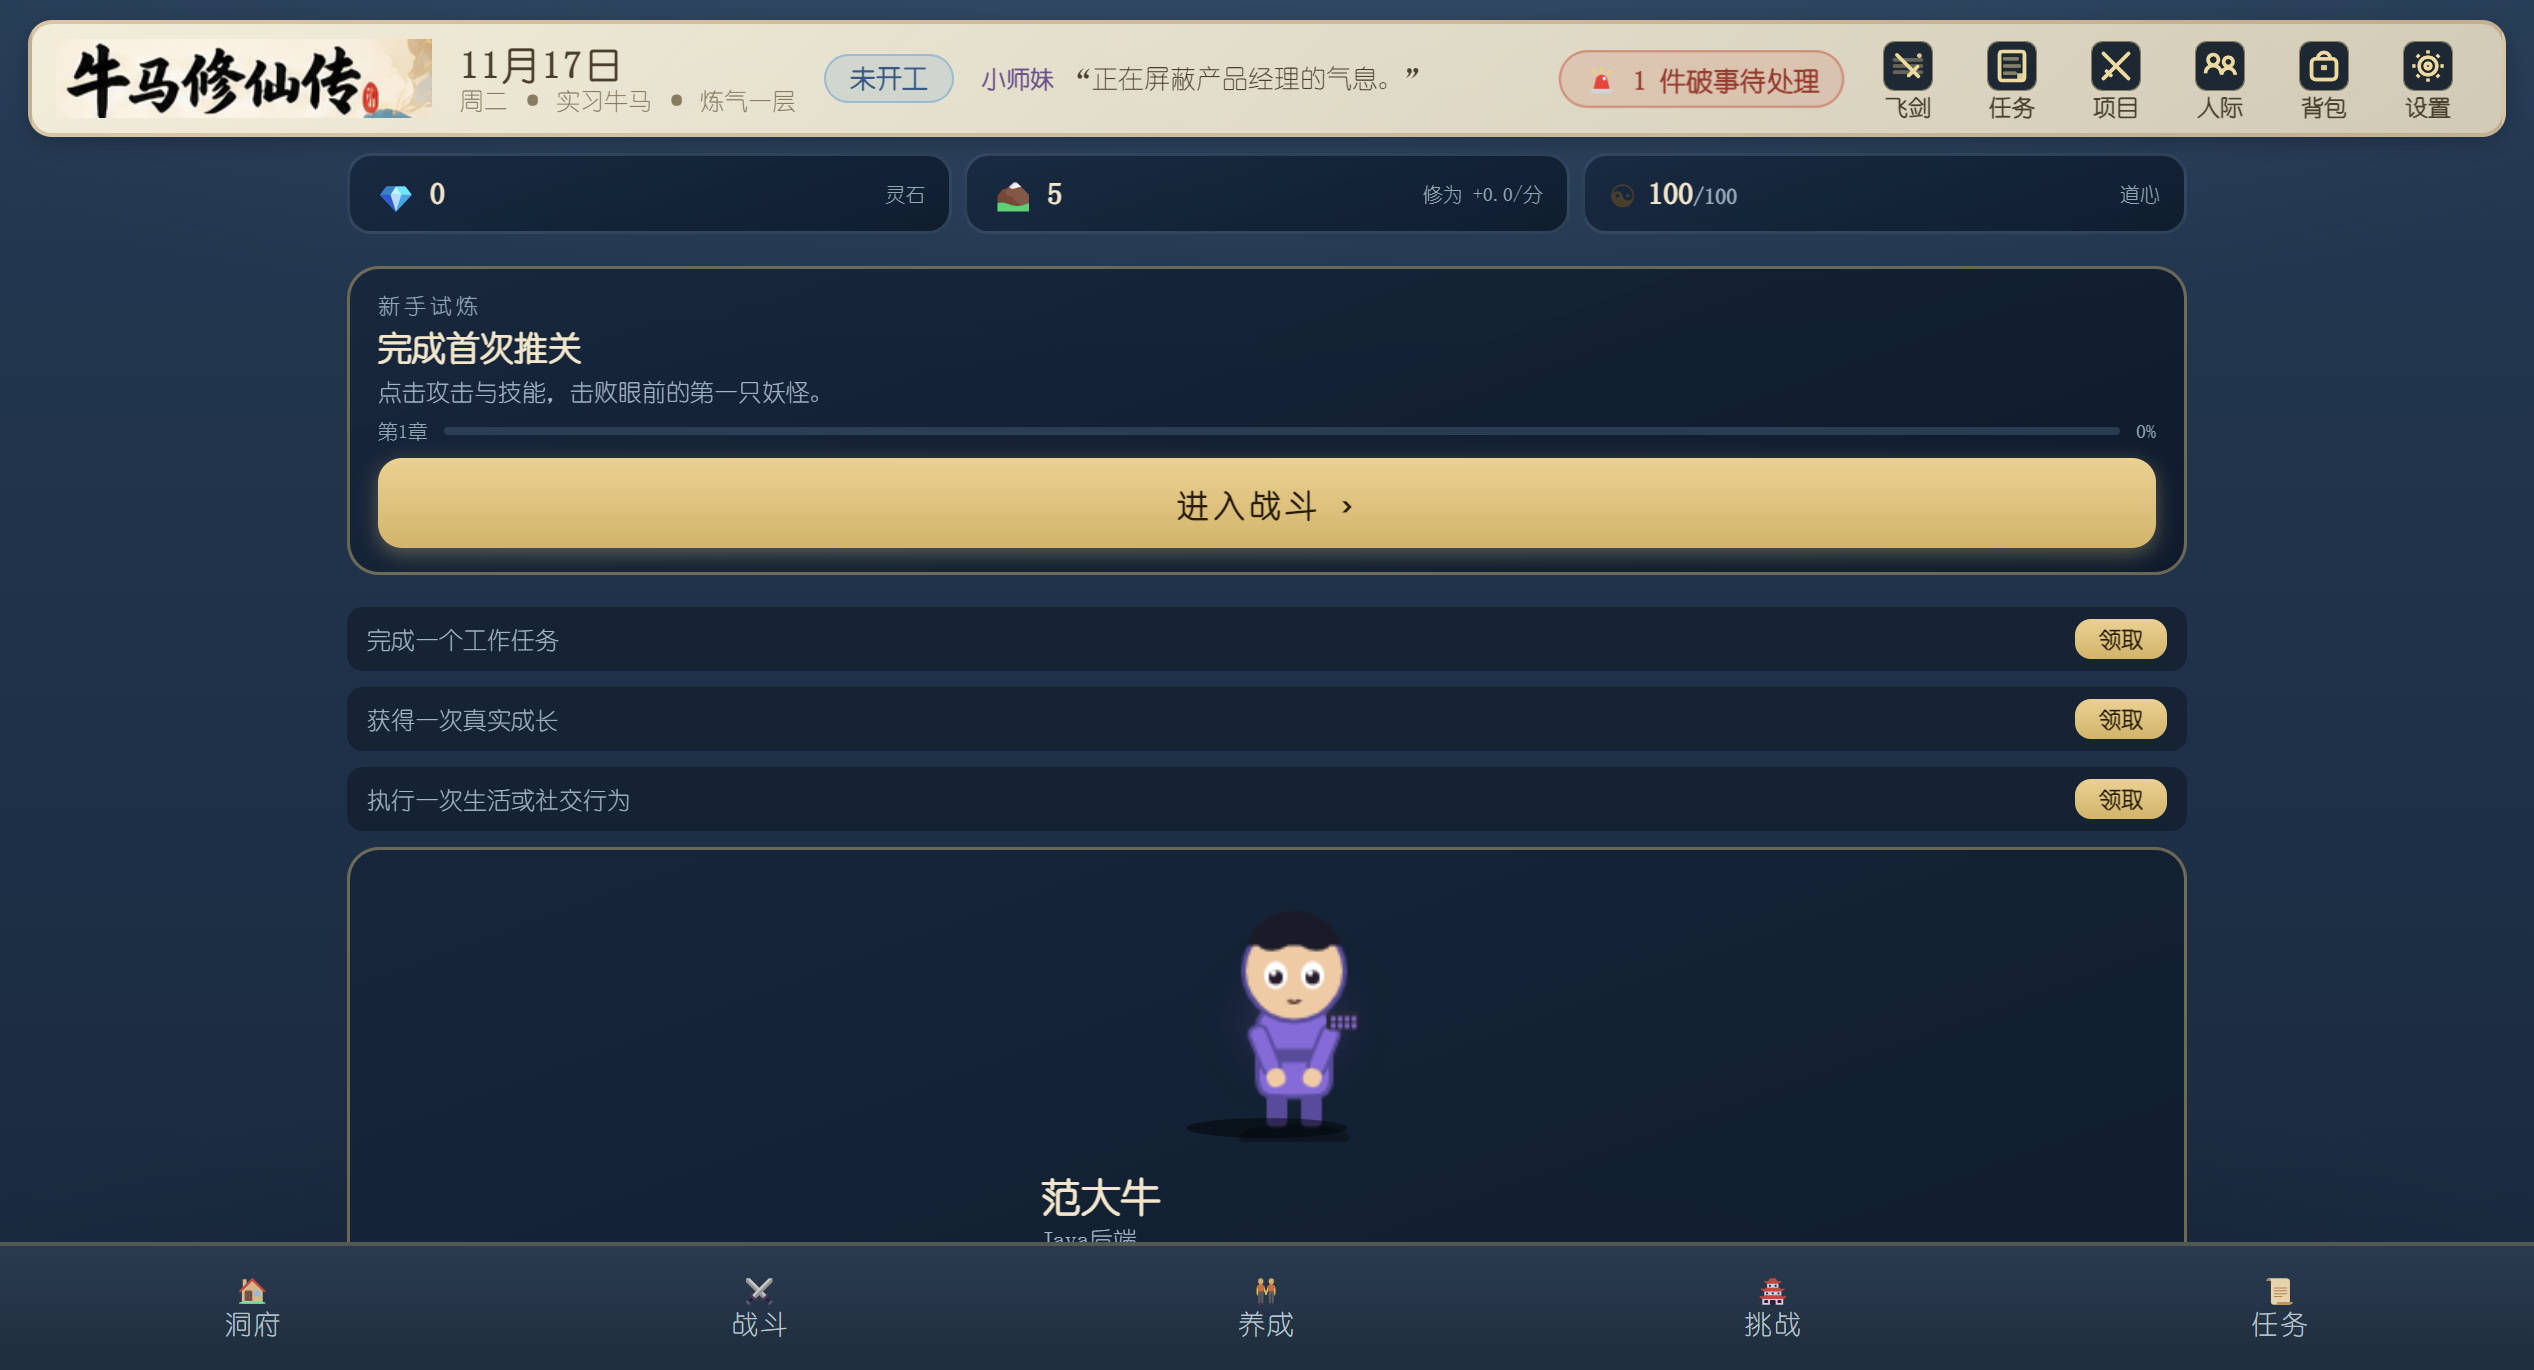 牛马修仙传
11月17日
周二 • 实习牛马 • 炼气一层
未开工
小师妹 “正在屏蔽产品经理的气息。”
1 件破事待处理
飞剑
任务
项目
人际
背包
设置
0 灵石
5 修为 +0.0/分
100/100 道心
新手试炼
完成首次推关
点击攻击与技能，击败眼前的第一只妖怪。
第1章 0%
进入战斗 ›
完成一个工作任务 领取
获得一次真实成长 领取
执行一次生活或社交行为 领取
范大牛
Java后端
洞府
战斗
养成
挑战
任务